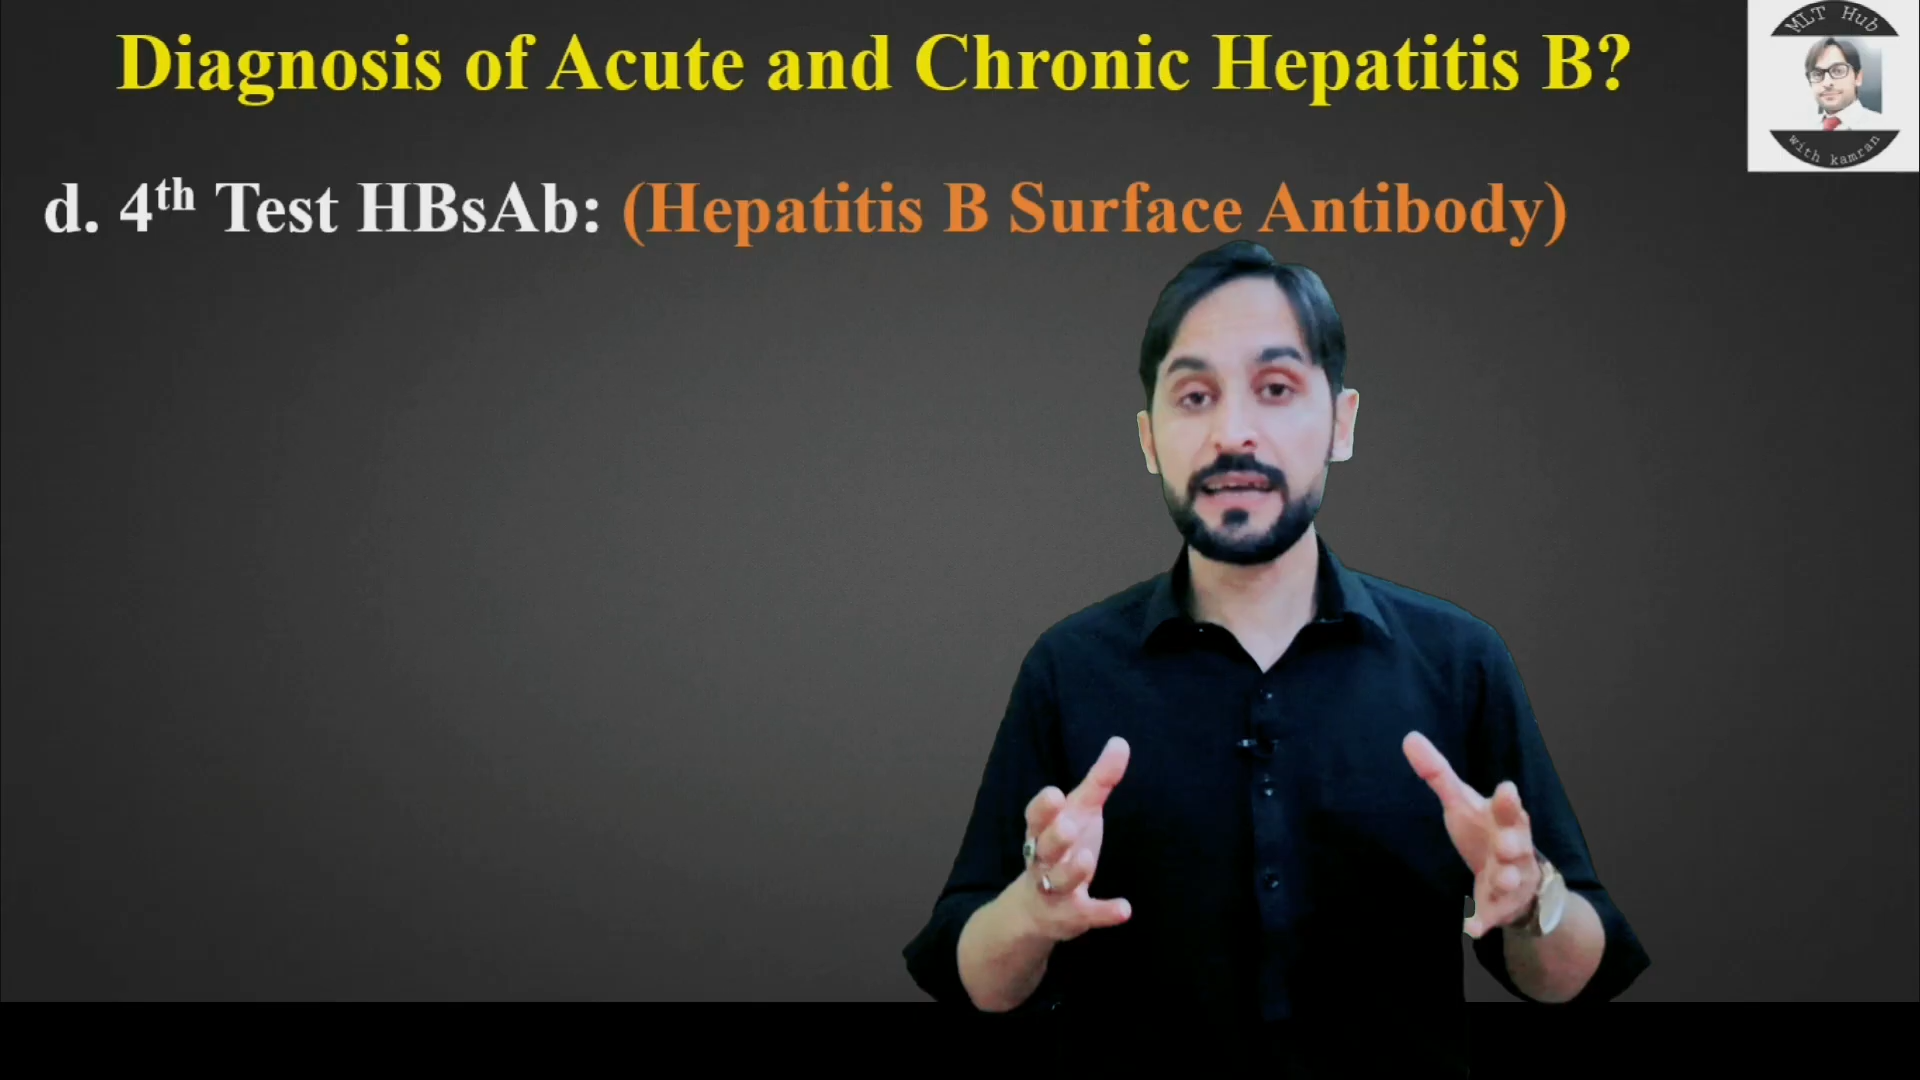 Diagnosis of Acute and Chronic Hepatitis B?
MLT Hub
with kamran
d. 4th Test HBsAb: (Hepatitis B Surface Antibody)